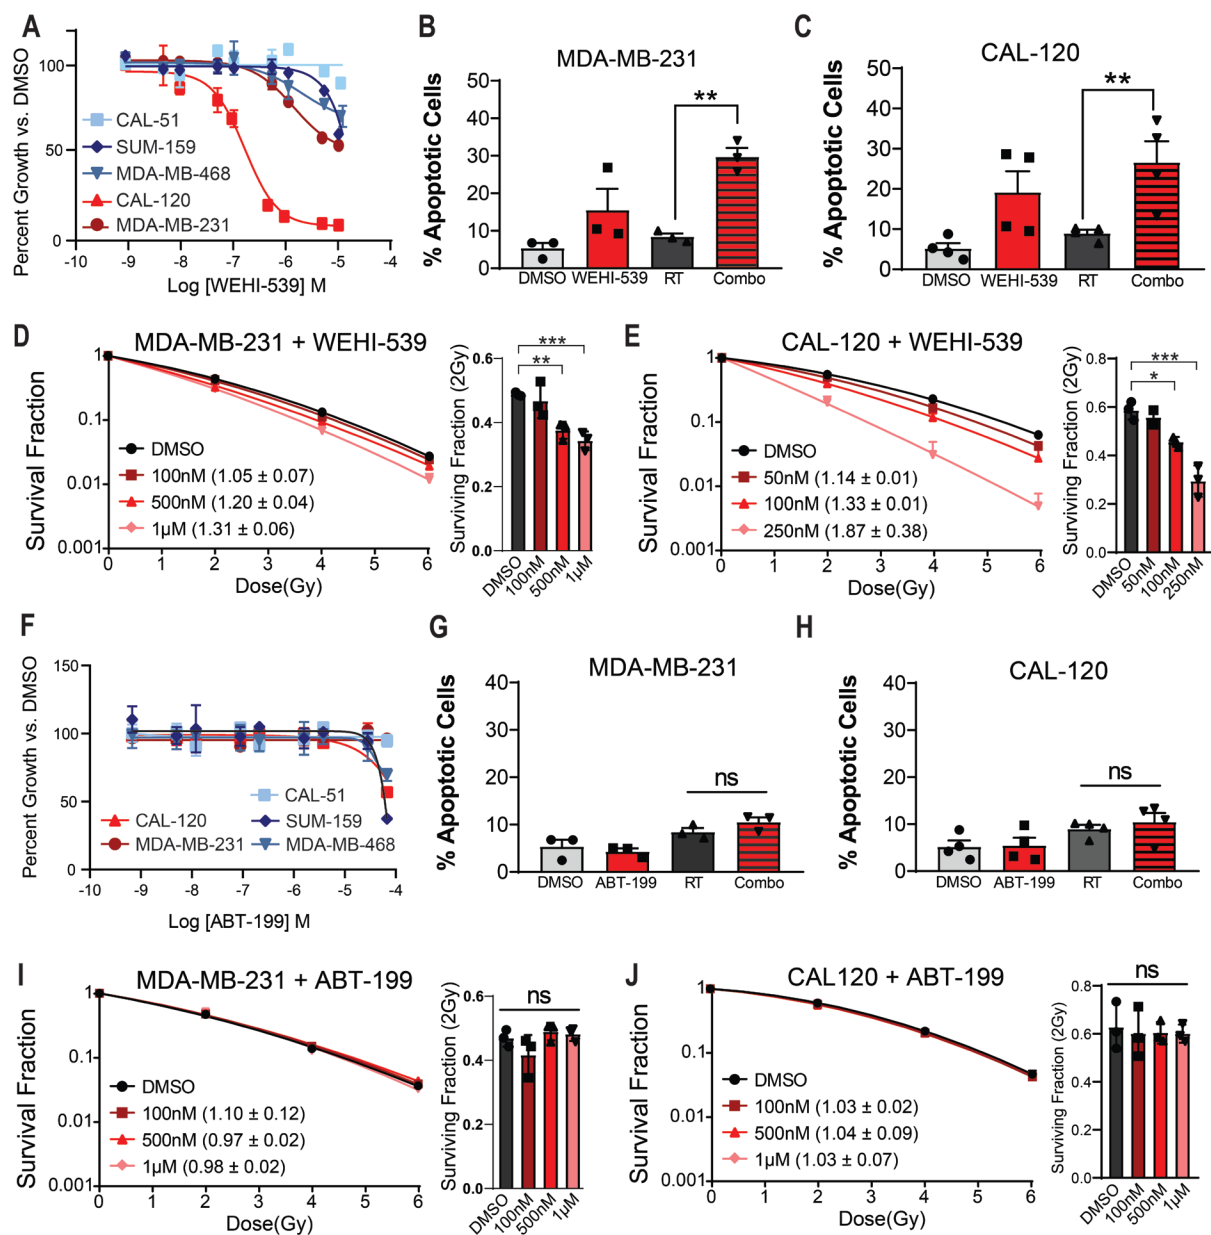 A
Percent Growth vs. DMSO
100
50
0
-10 -9 -8 -7 -6 -5 -4
Log [WEHI-539] M
CAL-51
SUM-159
MDA-MB-468
CAL-120
MDA-MB-231
B
MDA-MB-231
% Apoptotic Cells
50
40
30
20
10
0
**
DMSO WEHI-539 RT Combo
C
CAL-120
% Apoptotic Cells
50
40
30
20
10
0
**
DMSO WEHI-539 RT Combo
D
MDA-MB-231 + WEHI-539
Survival Fraction
1
0.1
0.01
0.001
DMSO
100nM (1.05 ± 0.07)
500nM (1.20 ± 0.04)
1µM (1.31 ± 0.06)
0 1 2 3 4 5 6
Dose(Gy)
Surviving Fraction (2Gy)
0.6
0.4
0.2
0.0
***
**
DMSO 100nM 500nM 1µM
E
CAL-120 + WEHI-539
Survival Fraction
1
0.1
0.01
0.001
DMSO
50nM (1.14 ± 0.01)
100nM (1.33 ± 0.01)
250nM (1.87 ± 0.38)
0 1 2 3 4 5 6
Dose(Gy)
Surviving Fraction (2Gy)
0.8
0.6
0.4
0.2
0.0
***
*
DMSO 50nM 100nM 250nM
F
Percent Growth vs. DMSO
150
100
50
0
CAL-51
CAL-120 SUM-159
MDA-MB-231 MDA-MB-468
-10 -9 -8 -7 -6 -5 -4
Log [ABT-199] M
G
MDA-MB-231
% Apoptotic Cells
40
30
20
10
0
ns
DMSO ABT-199 RT Combo
H
CAL-120
% Apoptotic Cells
40
30
20
10
0
ns
DMSO ABT-199 RT Combo
I
MDA-MB-231 + ABT-199
Survival Fraction
1
0.1
0.01
0.001
DMSO
100nM (1.10 ± 0.12)
500nM (0.97 ± 0.02)
1µM (0.98 ± 0.02)
0 1 2 3 4 5 6
Dose(Gy)
Surviving Fraction (2Gy)
0.6
0.4
0.2
0.0
ns
DMSO 100nM 500nM 1µM
J
CAL120 + ABT-199
Survival Fraction
1
0.1
0.01
0.001
DMSO
100nM (1.03 ± 0.02)
500nM (1.04 ± 0.09)
1µM (1.03 ± 0.07)
0 1 2 3 4 5 6
Dose(Gy)
Surviving Fraction (2Gy)
0.8
0.6
0.4
0.2
0.0
ns
DMSO 100nM 500nM 1µM